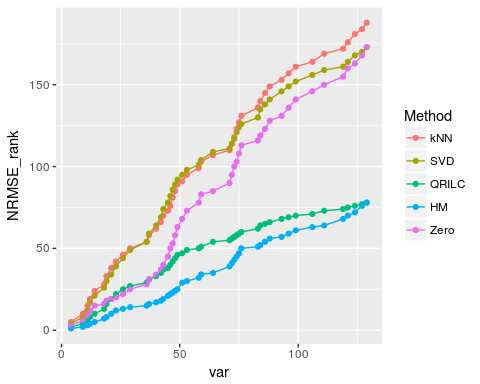 NRMSE_rank
150
100
50
0
0
50
100
var
Method
kNN
SVD
QRILC
HM
Zero